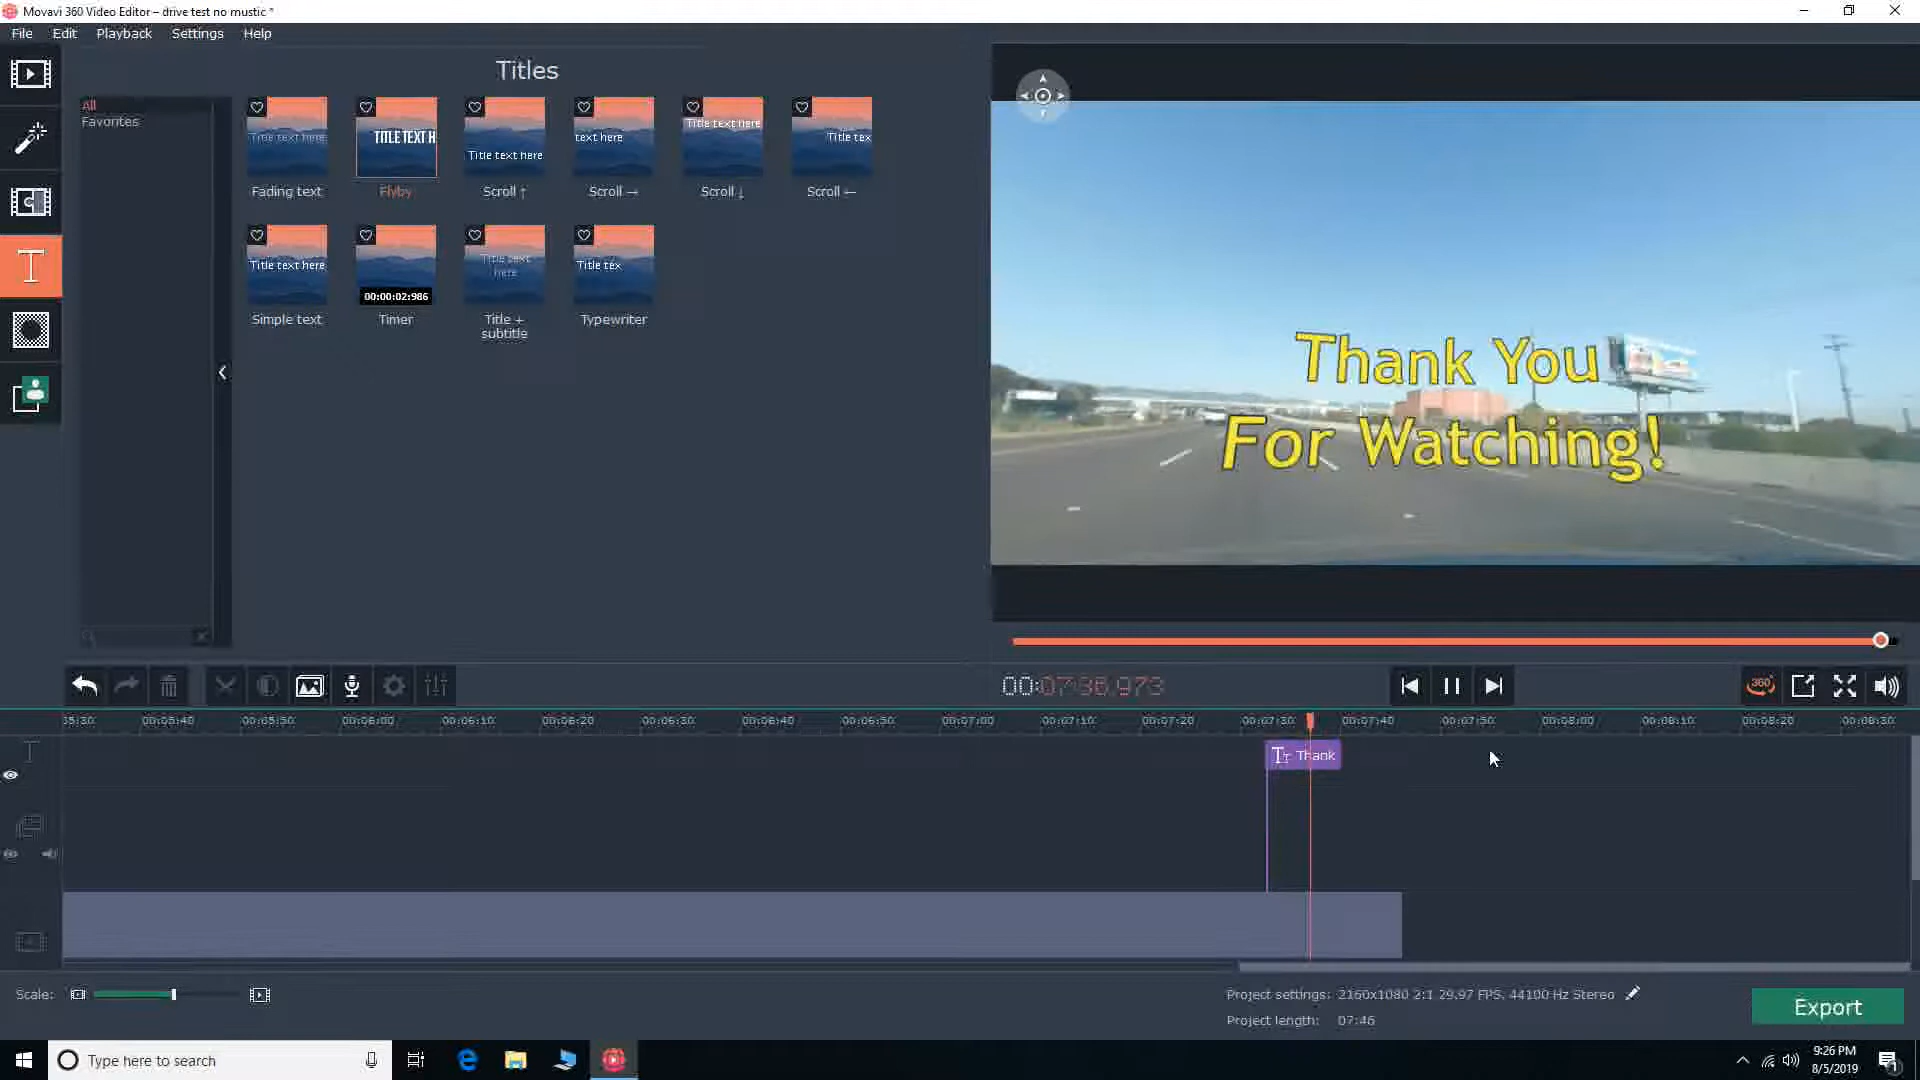 Movavi 360 Video Editor – drive test no mustic *
File Edit Playback Settings Help
Titles
All
Favorites
Title text here
TITLE TEXT H
Title text here
text here
Title text here
Title tex
Fading text
Flyby
Scroll ↑
Scroll →
Scroll ↓
Scroll ←
Title text here
00:00:02:986
Title text
here
Title tex
Simple text
Timer
Title +
subtitle
Typewriter
Thank You
For Watching!
00:07:36.973
360°
35:30 00:05:40 00:05:50 00:06:00 00:06:10 00:06:20 00:06:30 00:06:40 00:06:50 00:07:00 00:07:10 00:07:20 00:07:30 00:07:40 00:07:50 00:08:00 00:08:10 00:08:20 00:08:30
Thank
Scale:
Project settings: 2160x1080 2:1 29.97 FPS, 44100 Hz Stereo
Project length: 07:46
Export
Type here to search
9:26 PM
8/5/2019
1